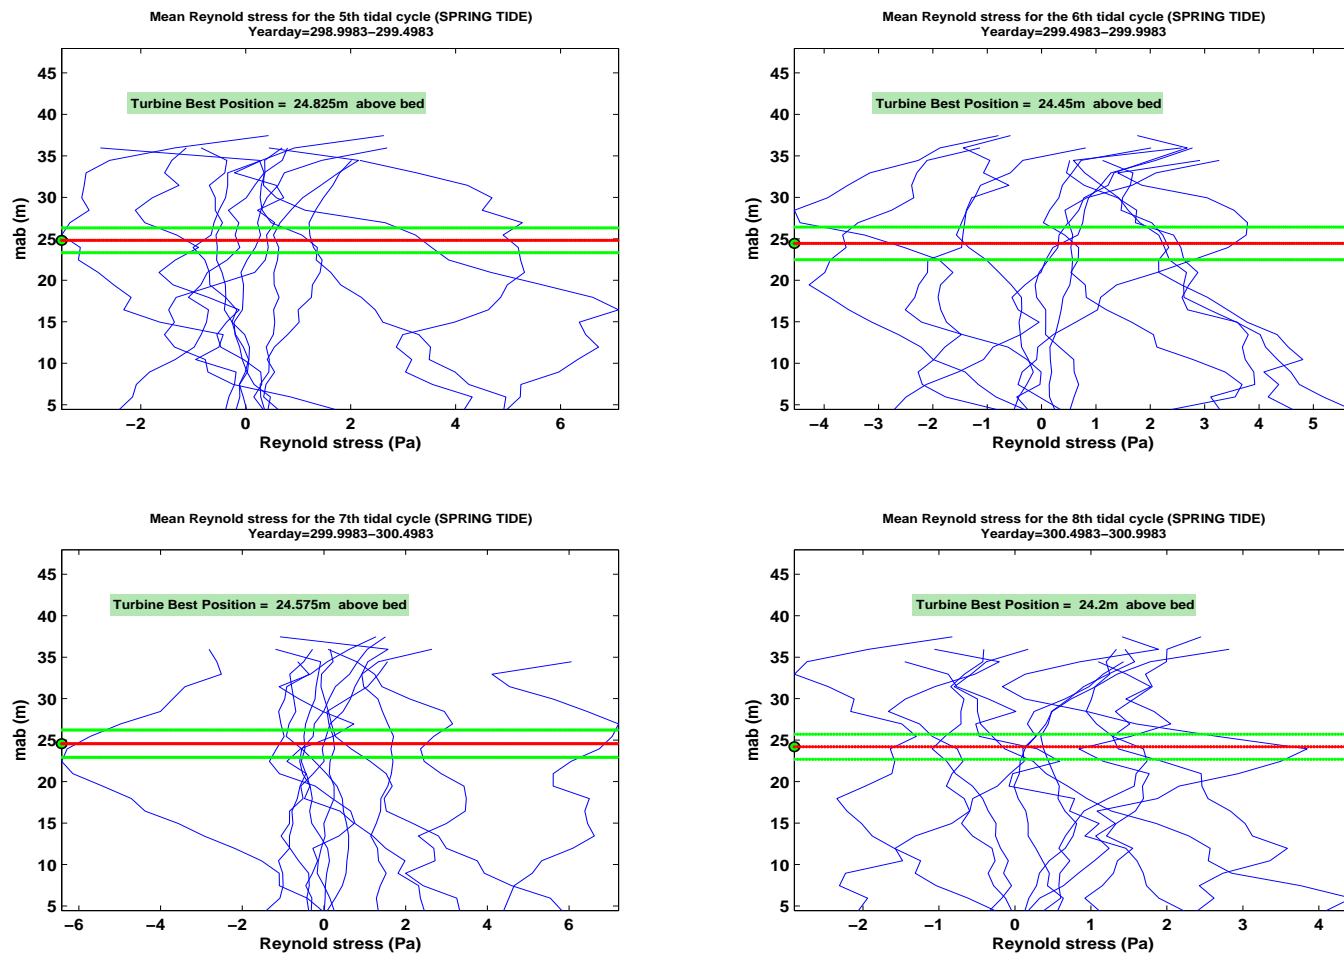 Mean Reynold stress for the 5th tidal cycle (SPRING TIDE)
Yearday=298.9983−299.4983
Turbine Best Position = 24.825m above bed
mab (m)
45
40
35
30
25
20
15
10
5
−2 0 2 4 6
Reynold stress (Pa)
Mean Reynold stress for the 6th tidal cycle (SPRING TIDE)
Yearday=299.4983−299.9983
Turbine Best Position = 24.45m above bed
mab (m)
45
40
35
30
25
20
15
10
5
−4 −3 −2 −1 0 1 2 3 4 5
Reynold stress (Pa)
Mean Reynold stress for the 7th tidal cycle (SPRING TIDE)
Yearday=299.9983−300.4983
Turbine Best Position = 24.575m above bed
mab (m)
45
40
35
30
25
20
15
10
5
−6 −4 −2 0 2 4 6
Reynold stress (Pa)
Mean Reynold stress for the 8th tidal cycle (SPRING TIDE)
Yearday=300.4983−300.9983
Turbine Best Position = 24.2m above bed
mab (m)
45
40
35
30
25
20
15
10
5
−2 −1 0 1 2 3 4
Reynold stress (Pa)